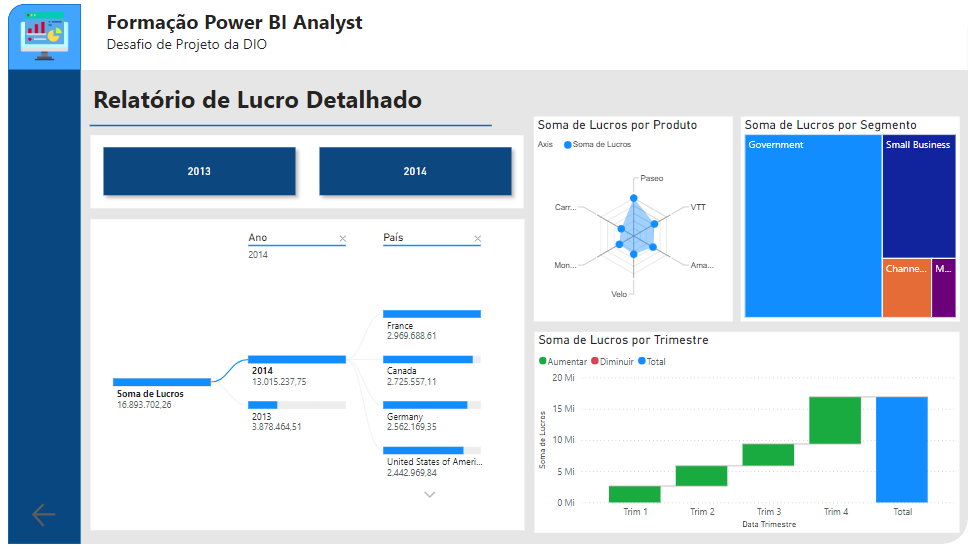 Formação Power BI Analyst
Desafio de Projeto da DIO
Relatório de Lucro Detalhado
2013
2014
Ano
País
2014
Soma de Lucros
16.893.702,26
2014
13.015.237,75
2013
3.878.464,51
France
2.969.688,61
Canada
2.725.557,11
Germany
2.562.169,35
United States of Ameri...
2.442.969,84
Soma de Lucros por Produto
Axis
Soma de Lucros
Paseo
VTT
Ama...
Velo
Mon...
Carr...
Soma de Lucros por Segmento
Government
Small Business
Channe...
M...
Soma de Lucros por Trimestre
Aumentar
Diminuir
Total
Soma de Lucros
20 Mi
15 Mi
10 Mi
5 Mi
0 Mi
Trim 1
Trim 2
Trim 3
Trim 4
Total
Data Trimestre